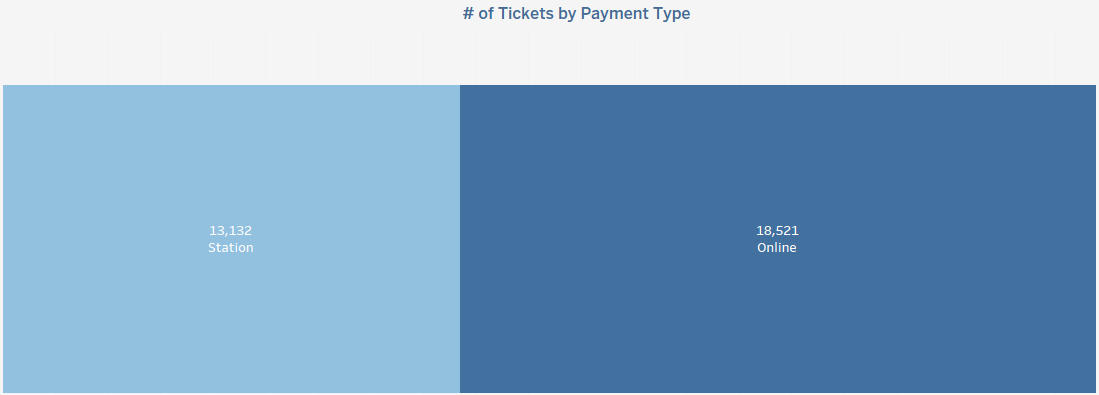 # of Tickets by Payment Type
13,132
Station
18,521
Online